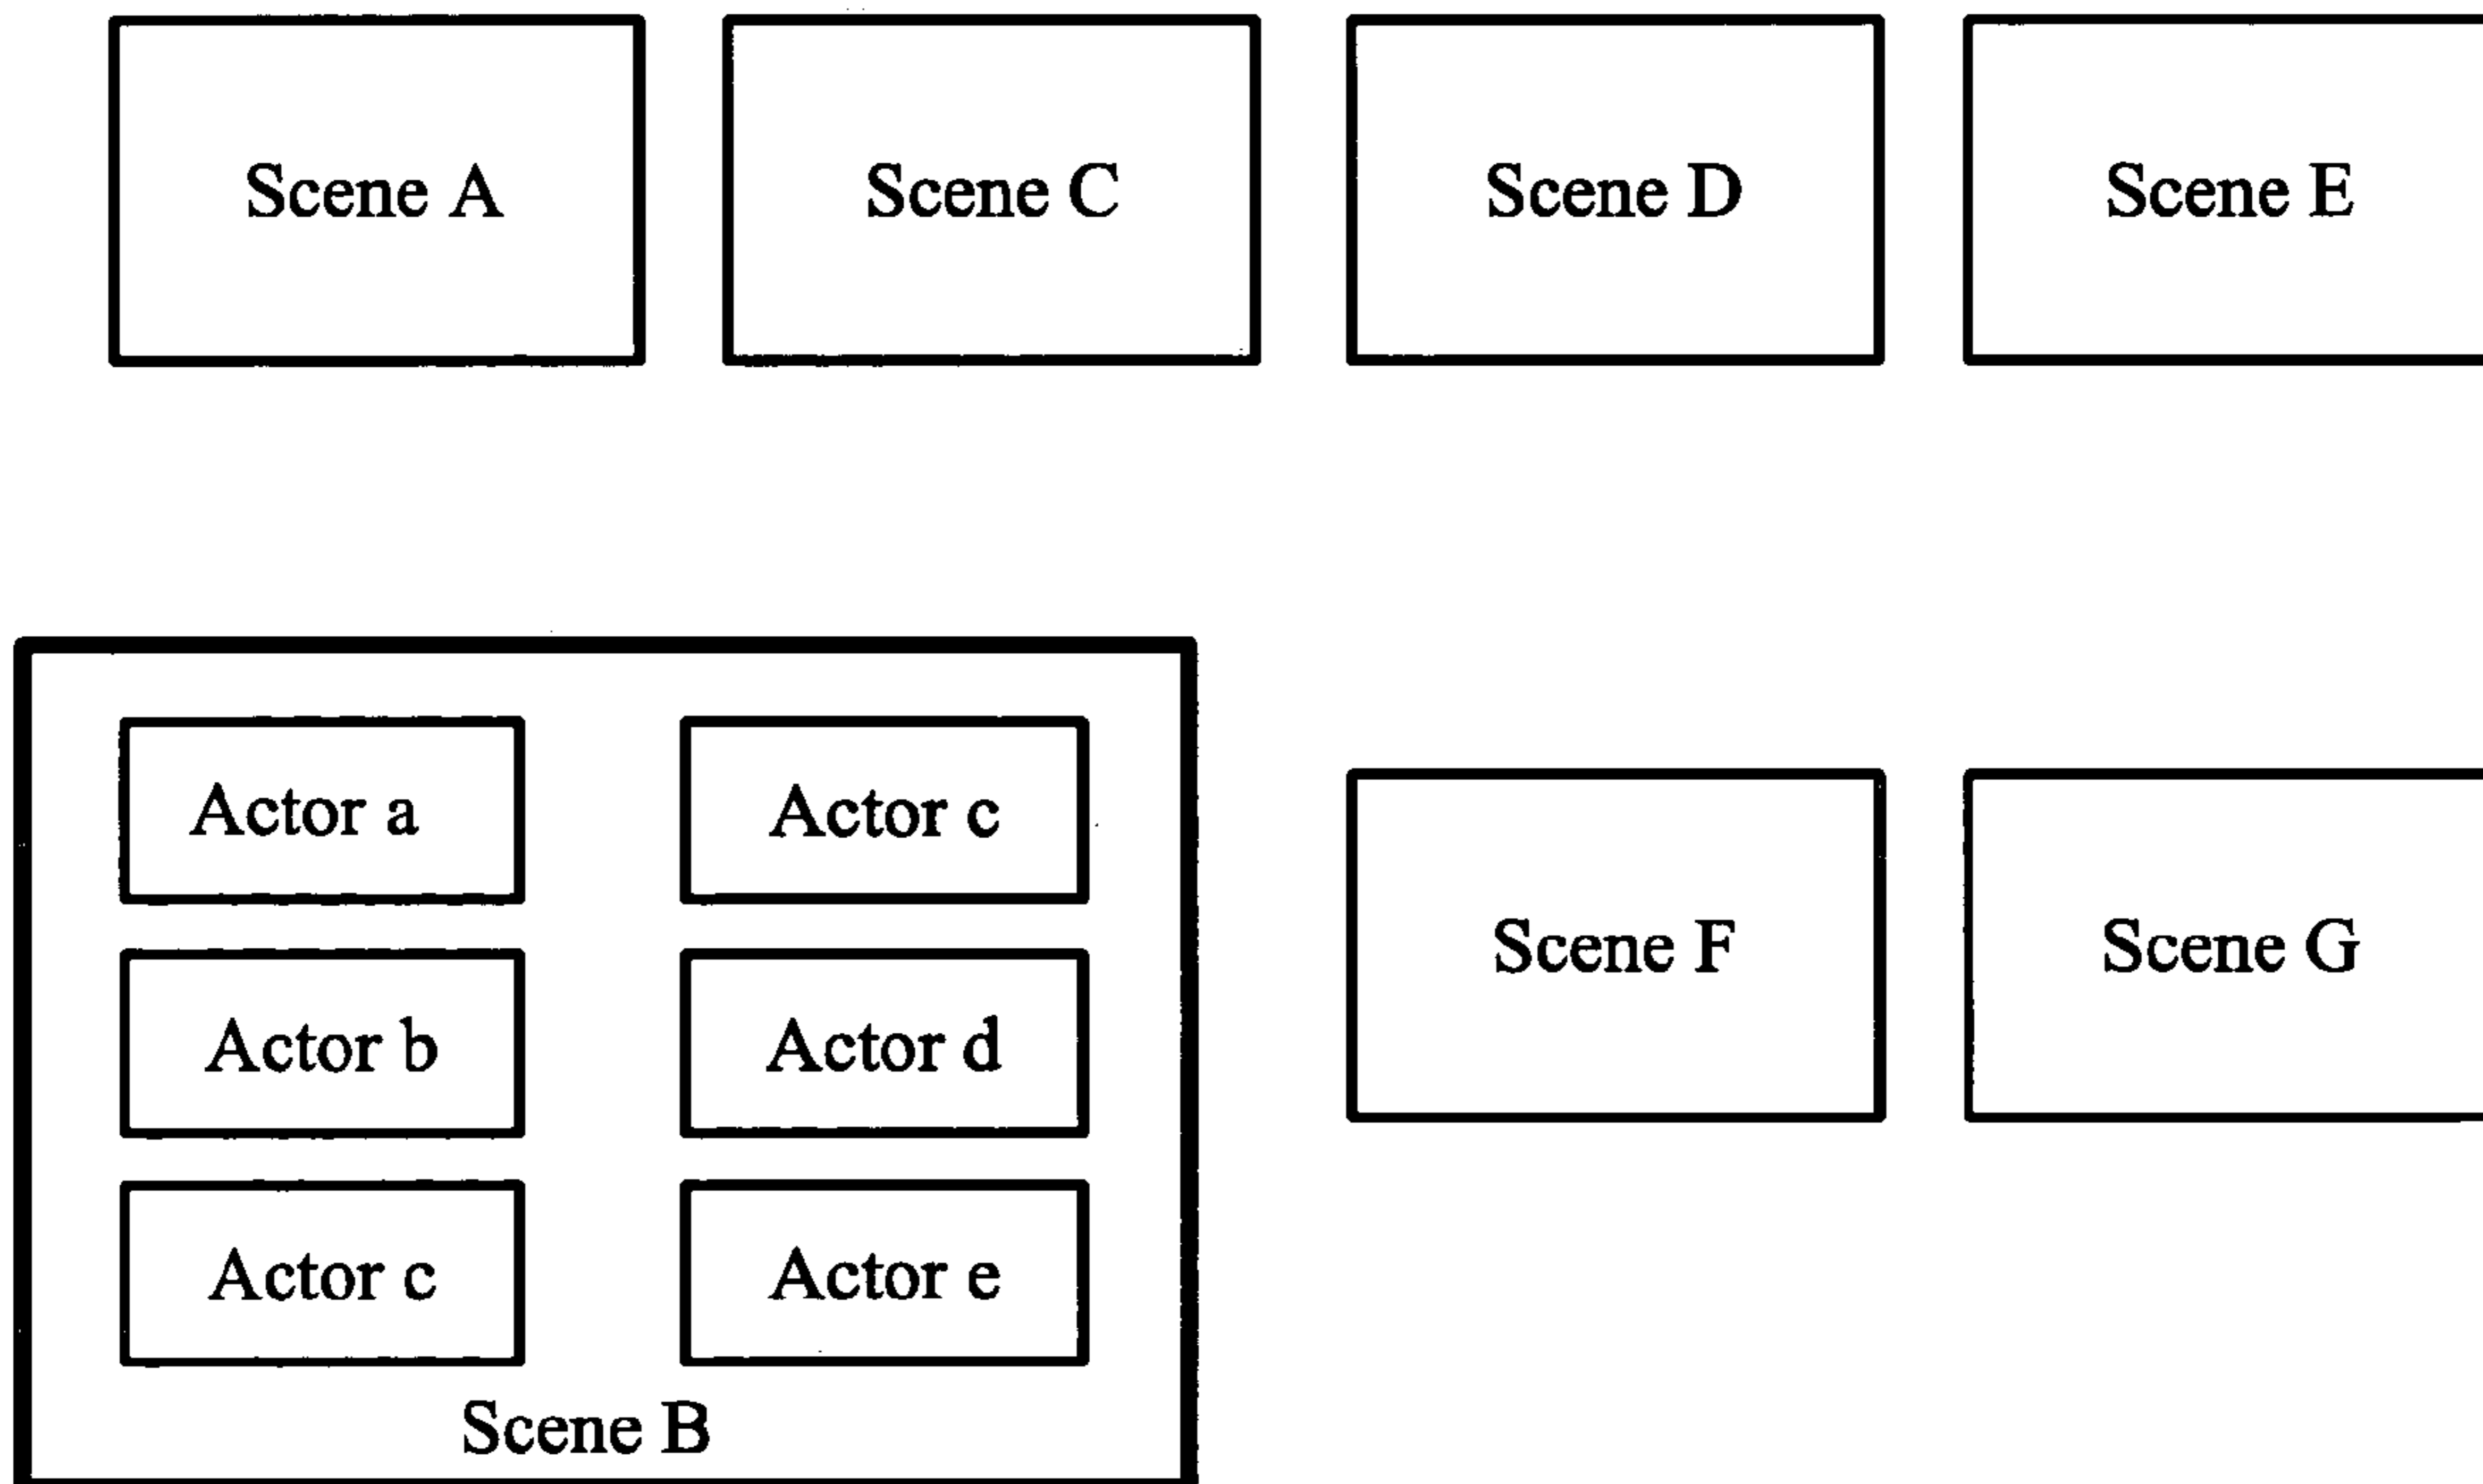 Scene A
Scene C
Scene D
Scene E
Actor a
Actor c
Actor b
Actor d
Actor c
Actor e
Scene B
Scene F
Scene G